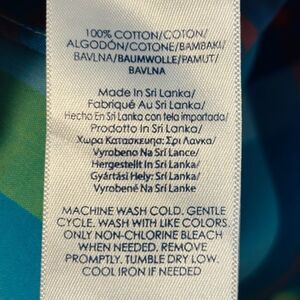 100% COTTON/COTON/
ALGODÓN/COTONE/BAMBAKI/
BAVLNA/BAUMWOLLE/PAMUT/
BAVLNA
Made In Sri Lanka/
Fabriqué Au Sri Lanka/
Hecho En Sri Lanka con tela importada/
Prodotto In Sri Lanka/
Χωρα Κατασκευης: Σρι Λανκα/
Vyrobeno Na Srí Lance/
Hergestellt In Sri Lanka/
Gyártási Hely: Srí Lanka/
Vyrobené Na Srí Lanke
MACHINE WASH COLD. GENTLE
CYCLE. WASH WITH LIKE COLORS.
ONLY NON-CHLORINE BLEACH
WHEN NEEDED. REMOVE
PROMPTLY. TUMBLE DRY LOW.
COOL IRON IF NEEDED